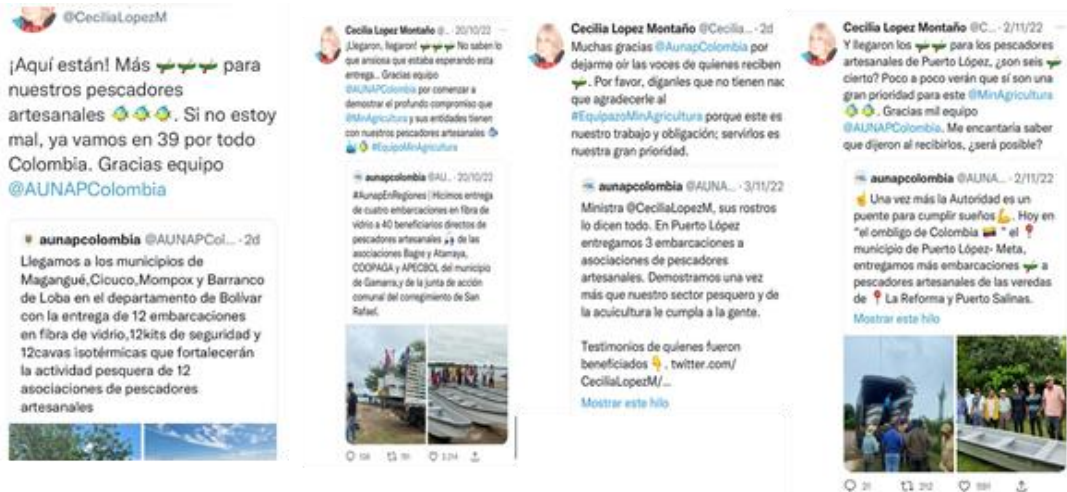 @CeciliaLopezM
¡Aquí están! Más 🛶🛶🛶 para
nuestros pescadores
artesanales 🐠🐠🐠. Si no estoy
mal, ya vamos en 39 por todo
Colombia. Gracias equipo
@AUNAPColombia
aunapcolombia @AUNAPCol... · 2d
Llegamos a los municipios de
Magangué,Cicuco,Mompox y Barranco
de Loba en el departamento de Bolívar
con la entrega de 12 embarcaciones
en fibra de vidrio,12kits de seguridad y
12cavas isotérmicas que fortalecerán
la actividad pesquera de 12
asociaciones de pescadores
artesanales
Cecilia Lopez Montaño @... · 20/10/22
¡Llegaron, llegaron! 🛶🛶🛶 No saben lo
que ansiosa que estaba esperando esta
entrega.. Gracias equipo
@AUNAPColombia por comenzar a
demostrar el profundo compromiso que
@MinAgricultura y sus entidades tienen
con nuestros pescadores artesanales 🐠
🐠 #EquipoMinAgricultura
aunapcolombia @AU... · 20/10/22
#AunapEnRegiones | Hicimos entrega
de cuatro embarcaciones en fibra de
vidrio a 40 beneficiarios directos de
pescadores artesanales 🎣 de las
asociaciones Bagre y Atarraya,
COOPAGA y APECBOL del municipio
de Gamarra,y de la junta de acción
comunal del corregimiento de San
Rafael.
Cecilia Lopez Montaño @Cecilia... · 2d
Muchas gracias @AunapColombia por
dejarme oír las voces de quienes reciben
🛶. Por favor, díganles que no tienen nac
que agradecerle al
#EquipazoMinAgricultura porque este es
nuestro trabajo y obligación; servirlos es
nuestra gran prioridad.
aunapcolombia @AUNA... · 3/11/22
Ministra @CeciliaLopezM, sus rostros
lo dicen todo. En Puerto López
entregamos 3 embarcaciones a
asociaciones de pescadores
artesanales. Demostramos una vez
más que nuestro sector pesquero y de
la acuicultura le cumpla a la gente.
Testimonios de quienes fueron
beneficiados 👇. twitter.com/
CeciliaLopezM/...
Mostrar este hilo
Cecilia Lopez Montaño @C... · 2/11/22
Y llegaron los 🛶🛶 para los pescadores
artesanales de Puerto López, ¿son seis 🛶
cierto? Poco a poco verán que sí son una
gran prioridad para este @MinAgricultura
🐠🐠. Gracias mil equipo
@AUNAPColombia. Me encantaría saber
que dijeron al recibirlos, ¿será posible?
aunapcolombia @AUNA... · 2/11/22
☝️ Una vez más la Autoridad es un
puente para cumplir sueños💪. Hoy en
"el ombligo de Colombia 🇨🇴 " el 📍
municipio de Puerto López- Meta,
entregamos más embarcaciones 🛶 a
pescadores artesanales de las veredas
de 📍 La Reforma y Puerto Salinas.
Mostrar este hilo
21 212